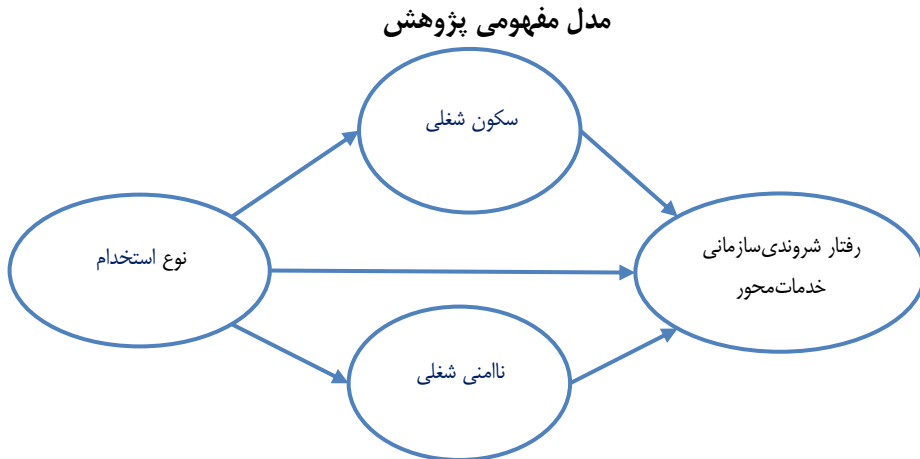 مدل مفهومی پژوهش
سکون شغلی
رفتار شروندی‌سازمانی
خدمات‌محور
نوع استخدام
ناامنی شغلی